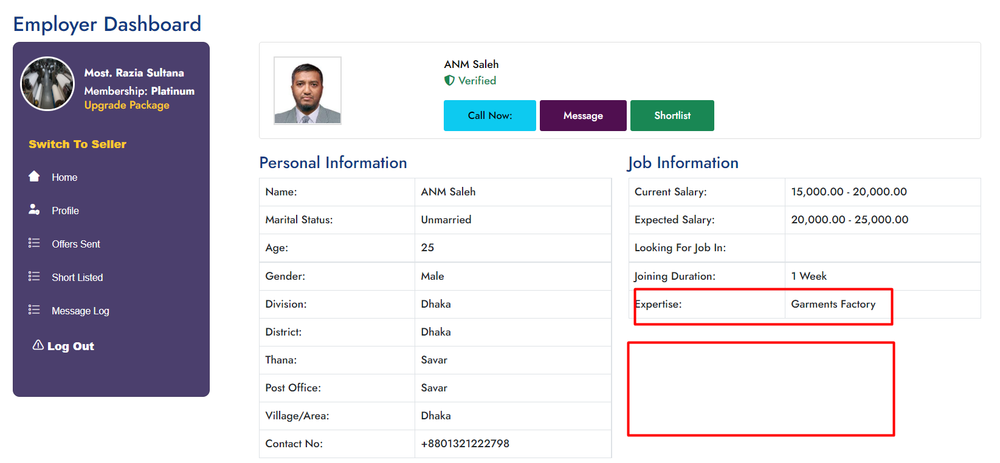 Employer Dashboard
Most. Razia Sultana
Membership: Platinum
Upgrade Package
Switch To Seller
Home
Profile
Offers Sent
Short Listed
Message Log
Log Out
ANM Saleh
Verified
Call Now:
Message
Shortlist
Personal Information
Name: ANM Saleh
Marital Status: Unmarried
Age: 25
Gender: Male
Division: Dhaka
District: Dhaka
Thana: Savar
Post Office: Savar
Village/Area: Dhaka
Contact No: +8801321222798
Job Information
Current Salary: 15,000.00 - 20,000.00
Expected Salary: 20,000.00 - 25,000.00
Looking For Job In:
Joining Duration: 1 Week
Expertise: Garments Factory